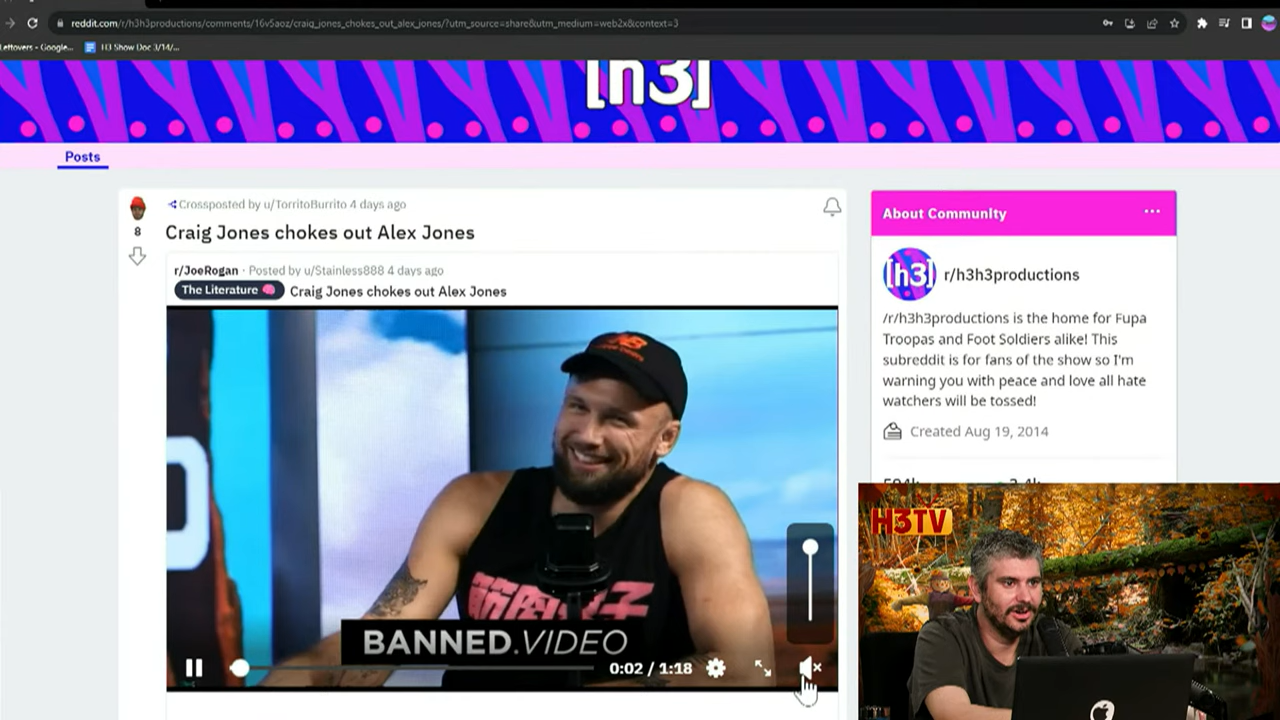 reddit.com/r/h3h3productions/comments/16v5aoz/craig_jones_chokes_out_alex_jones/?utm_source=share&utm_medium=web2x&context=3
Leftovers - Google...
H3 Show Doc 3/14/...
[h3]
Posts
Crossposted by u/TorritoBurrito 4 days ago
8
Craig Jones chokes out Alex Jones
r/JoeRogan · Posted by u/Stainless888 4 days ago
The Literature 🧠 Craig Jones chokes out Alex Jones
筋肉
子
BANNED.VIDEO
0:02 / 1:18
About Community
[h3] r/h3h3productions
/r/h3h3productions is the home for Fupa
Troopas and Foot Soldiers alike! This
subreddit is for fans of the show so I'm
warning you with peace and love all hate
watchers will be tossed!
Created Aug 19, 2014
H3TV